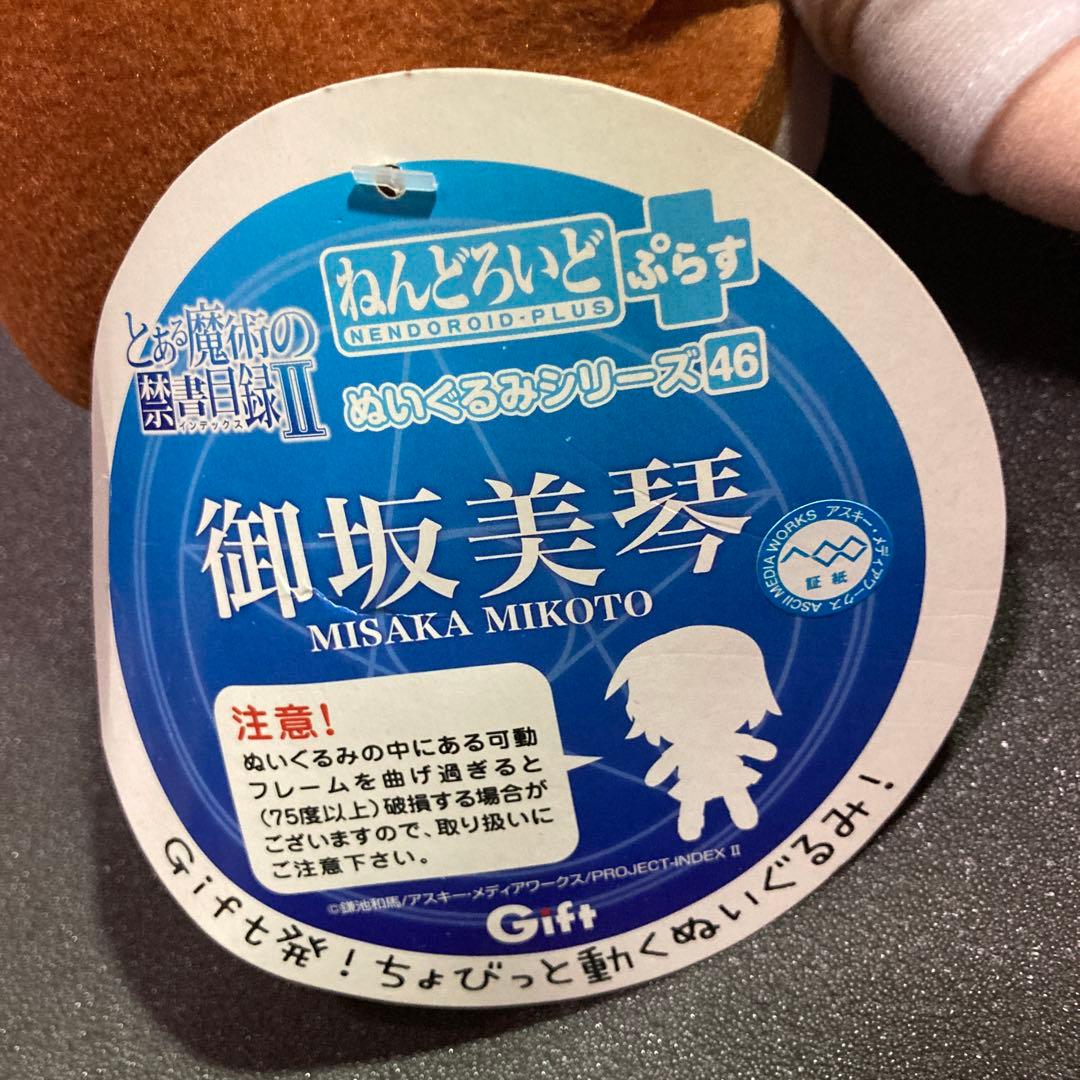 ねんどろいど
ぷらす
NENDOROID-PLUS
とある魔術の
禁書目録II
インデックス
ぬいぐるみシリーズ46
御坂美琴
MISAKA MIKOTO
ASCII MEDIA WORKS アスキー・メディアワークス
証紙
注意!
ぬいぐるみの中にある可動
フレームを曲げ過ぎると
(75度以上)破損する場合が
ございますので、取り扱いに
ご注意下さい。
©鎌池和馬/アスキー・メディアワークス/PROJECT-INDEX II
Gift
Gift発!ちょびっと動くぬいぐるみ!